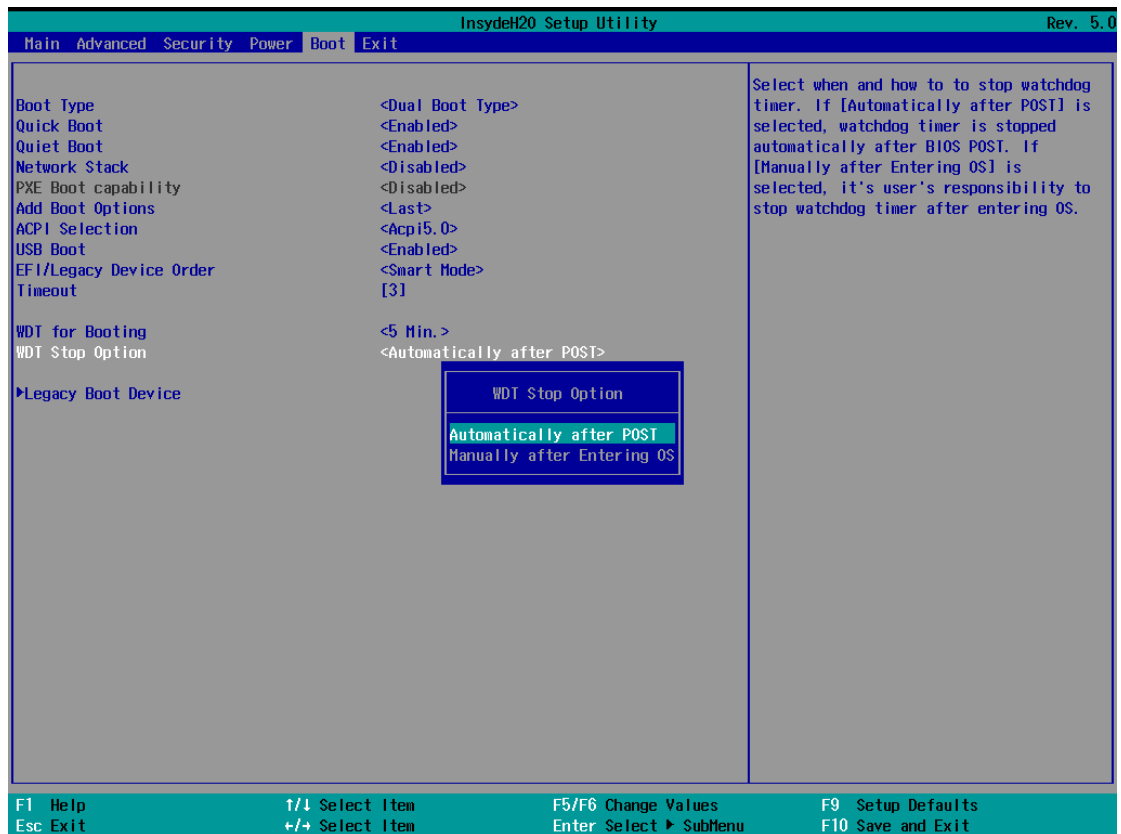 InsydeH2O Setup Utility Rev. 5.0
Main Advanced Security Power Boot Exit
Boot Type <Dual Boot Type>
Quick Boot <Enabled>
Quiet Boot <Enabled>
Network Stack <Disabled>
PXE Boot capability <Disabled>
Add Boot Options <Last>
ACPI Selection <Acpi5.0>
USB Boot <Enabled>
EFI/Legacy Device Order <Smart Mode>
Timeout [3]
WDT for Booting <5 Min.>
WDT Stop Option <Automatically after POST>
▶Legacy Boot Device
WDT Stop Option
Automatically after POST
Manually after Entering OS
Select when and how to to stop watchdog
timer. If [Automatically after POST] is
selected, watchdog timer is stopped
automatically after BIOS POST. If
[Manually after Entering OS] is
selected, it's user's responsibility to
stop watchdog timer after entering OS.
F1 Help ↑/↓ Select Item F5/F6 Change Values F9 Setup Defaults
Esc Exit ←/→ Select Item Enter Select ▶ SubMenu F10 Save and Exit